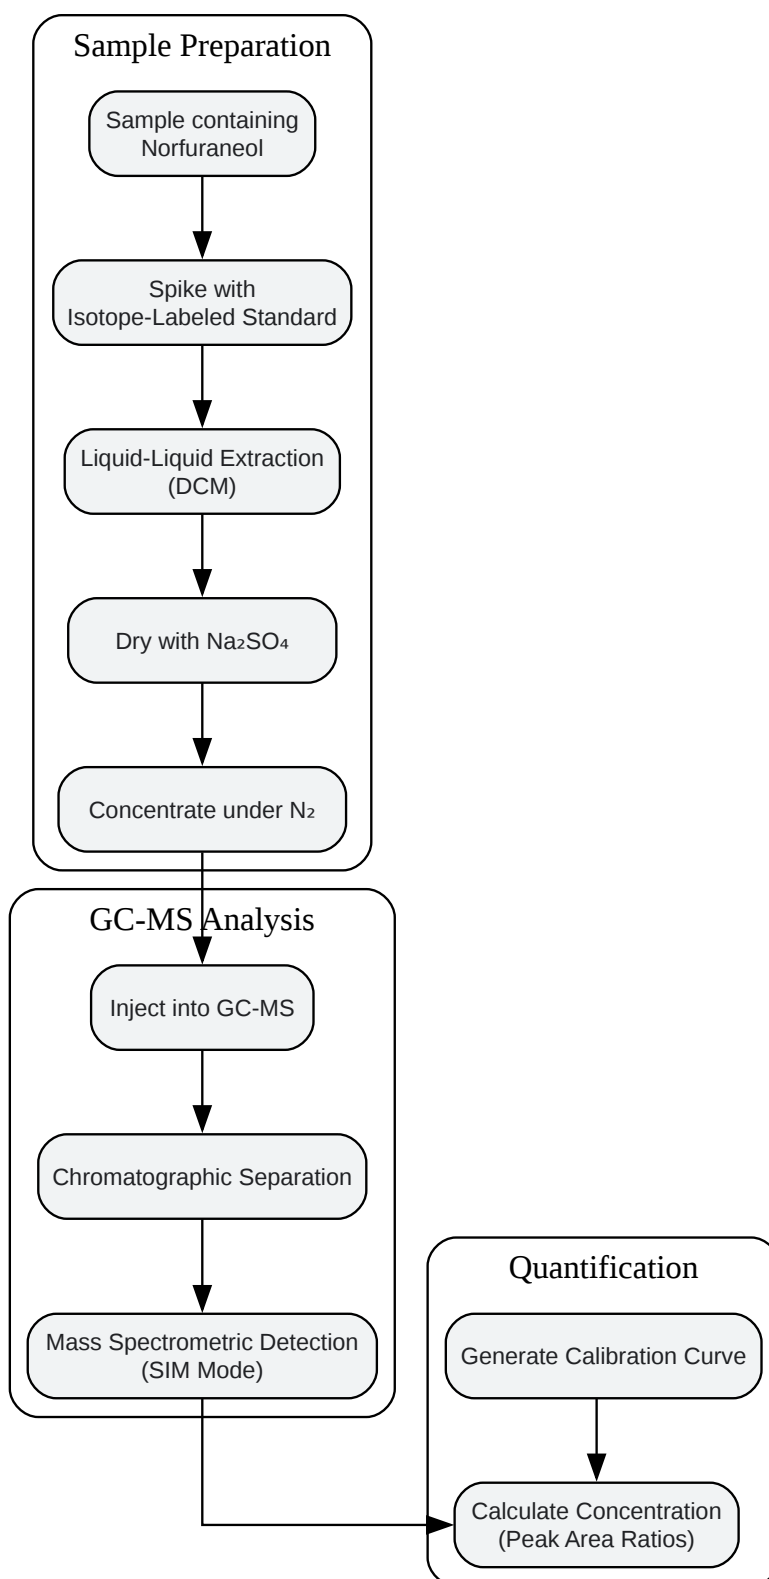 Sample Preparation
Sample containing
Norfuraneol
Spike with
Isotope-Labeled Standard
Liquid-Liquid Extraction
(DCM)
Dry with Na₂SO₄
Concentrate under N₂
GC-MS Analysis
Inject into GC-MS
Chromatographic Separation
Mass Spectrometric Detection
(SIM Mode)
Quantification
Generate Calibration Curve
Calculate Concentration
(Peak Area Ratios)